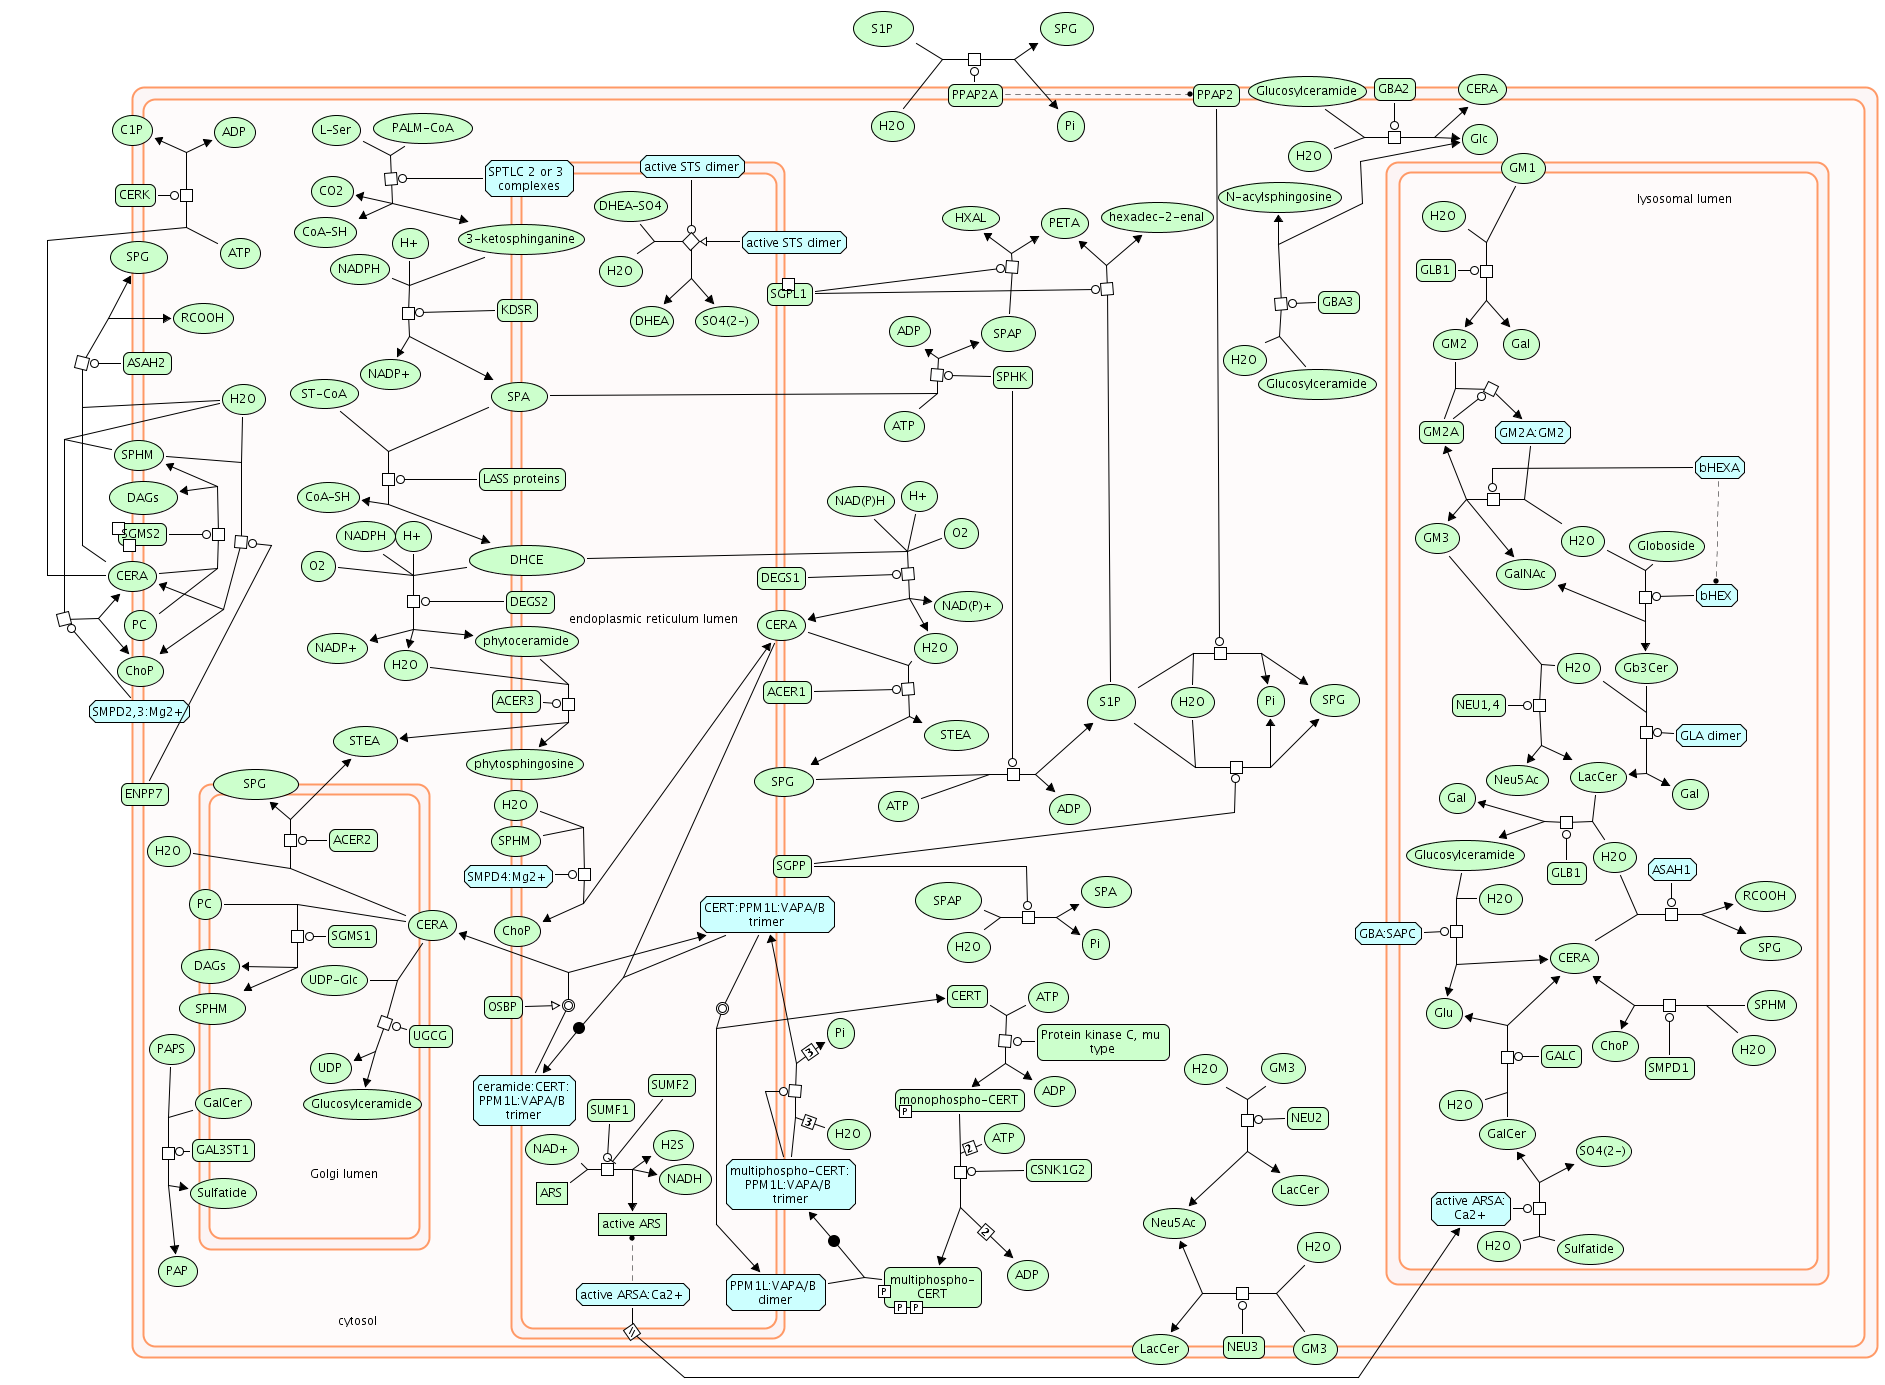 S1P
SPG
PPAP2A
PPAP2
H2O
Pi
Glucosylceramide
GBA2
CERA
H2O
Glc
C1P
ADP
L-Ser
PALM-CoA
CERK
ATP
SPG
RCOOH
ASAH2
SPTLC 2 or 3
complexes
CO2
CoA-SH
3-ketosphinganine
H+
NADPH
KDSR
NADP+
active STS dimer
DHEA-SO4
H2O
active STS dimer
DHEA
SO4(2-)
SGPL1
HXAL
PETA
hexadec-2-enal
N-acylsphingosine
GBA3
H2O
Glucosylceramide
ADP
SPAP
SPHK
ATP
GM1
lysosomal lumen
H2O
GLB1
GM2
Gal
GM2A
GM2A:GM2
bHEXA
GM3
H2O
Globoside
GalNAc
bHEX
H2O
SPHM
DAGs
SGMS2
CERA
PC
ChoP
SMPD2,3:Mg2+
ENPP7
ST-CoA
SPA
LASS proteins
CoA-SH
NADPH
H+
O2
DHCE
DEGS2
NADP+
H2O
phytoceramide
endoplasmic reticulum lumen
ACER3
phytosphingosine
STEA
NAD(P)H
H+
O2
DEGS1
CERA
NAD(P)+
H2O
ACER1
STEA
SPG
ATP
ADP
S1P
H2O
Pi
SPG
H2O
Gb3Cer
NEU1,4
GLA dimer
Neu5Ac
LacCer
Gal
Gal
Glucosylceramide
GLB1
H2O
ASAH1
RCOOH
SPG
H2O
GBA:SAPC
CERA
Glu
ChoP
SMPD1
SPHM
H2O
GALC
H2O
GalCer
SO4(2-)
active ARSA:
Ca2+
H2O
Sulfatide
SPG
ACER2
H2O
PC
SGMS1
DAGs
SPHM
CERA
UDP-Glc
UGCG
UDP
Glucosylceramide
PAPS
GalCer
GAL3ST1
Sulfatide
PAP
Golgi lumen
cytosol
H2O
SPHM
SMPD4:Mg2+
ChoP
SGPP
CERT:PPM1L:VAPA/B
trimer
OSBP
ceramide:CERT:
PPM1L:VAPA/B
trimer
SPAP
H2O
SPA
Pi
CERT
ATP
Protein kinase C, mu
type
ADP
monophospho-CERT
P
Pi
3
3
H2O
multiphospho-CERT:
PPM1L:VAPA/B
trimer
2
ATP
CSNK1G2
2
ADP
multiphospho-
CERT
P
P
P
PPM1L:VAPA/B
dimer
SUMF2
SUMF1
NAD+
H2S
NADH
ARS
active ARS
active ARSA:Ca2+
H2O
GM3
NEU2
LacCer
Neu5Ac
H2O
LacCer
NEU3
GM3